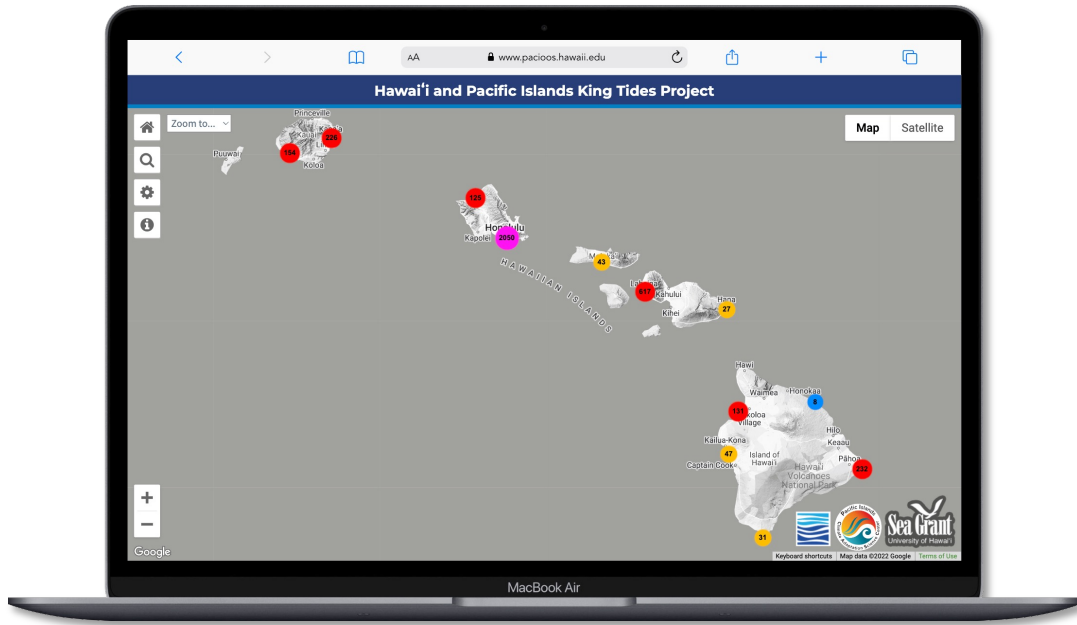 AA www.pacioos.hawaii.edu
Hawaiʻi and Pacific Islands King Tides Project
Zoom to...
Map Satellite
Princeville
226
154
Koloa
Puuwai
125
Honolulu
Kapolei
2050
HAWAIIAN ISLANDS
43
617
Kahului
Kihei
Hana
27
Hawi
Waimea
Honokaa
8
131
Village
Kailua-Kona
47
Captain Cook
Island of
Hawaiʻi
Hawaiʻi
Volcanoes
National Park
Hilo
Keaau
Pāhoa
232
31
Pacific Islands
Sea Grant
University of Hawaiʻi
Google
Keyboard shortcuts Map data ©2022 Google Terms of Use
MacBook Air